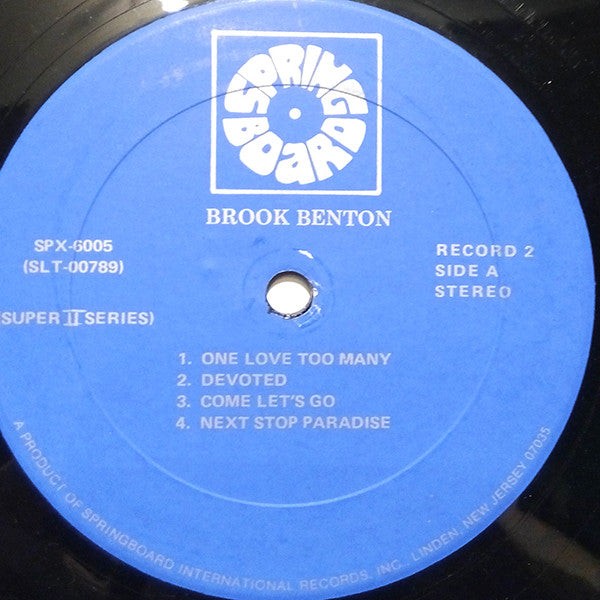 SPRING
BOARD
BROOK BENTON
SPX-6005
(SLT-00789)
(SUPER II SERIES)
RECORD 2
SIDE A
STEREO
1. ONE LOVE TOO MANY
2. DEVOTED
3. COME LET'S GO
4. NEXT STOP PARADISE
A PRODUCT OF SPRINGBOARD INTERNATIONAL RECORDS, INC., LINDEN, NEW JERSEY 07036